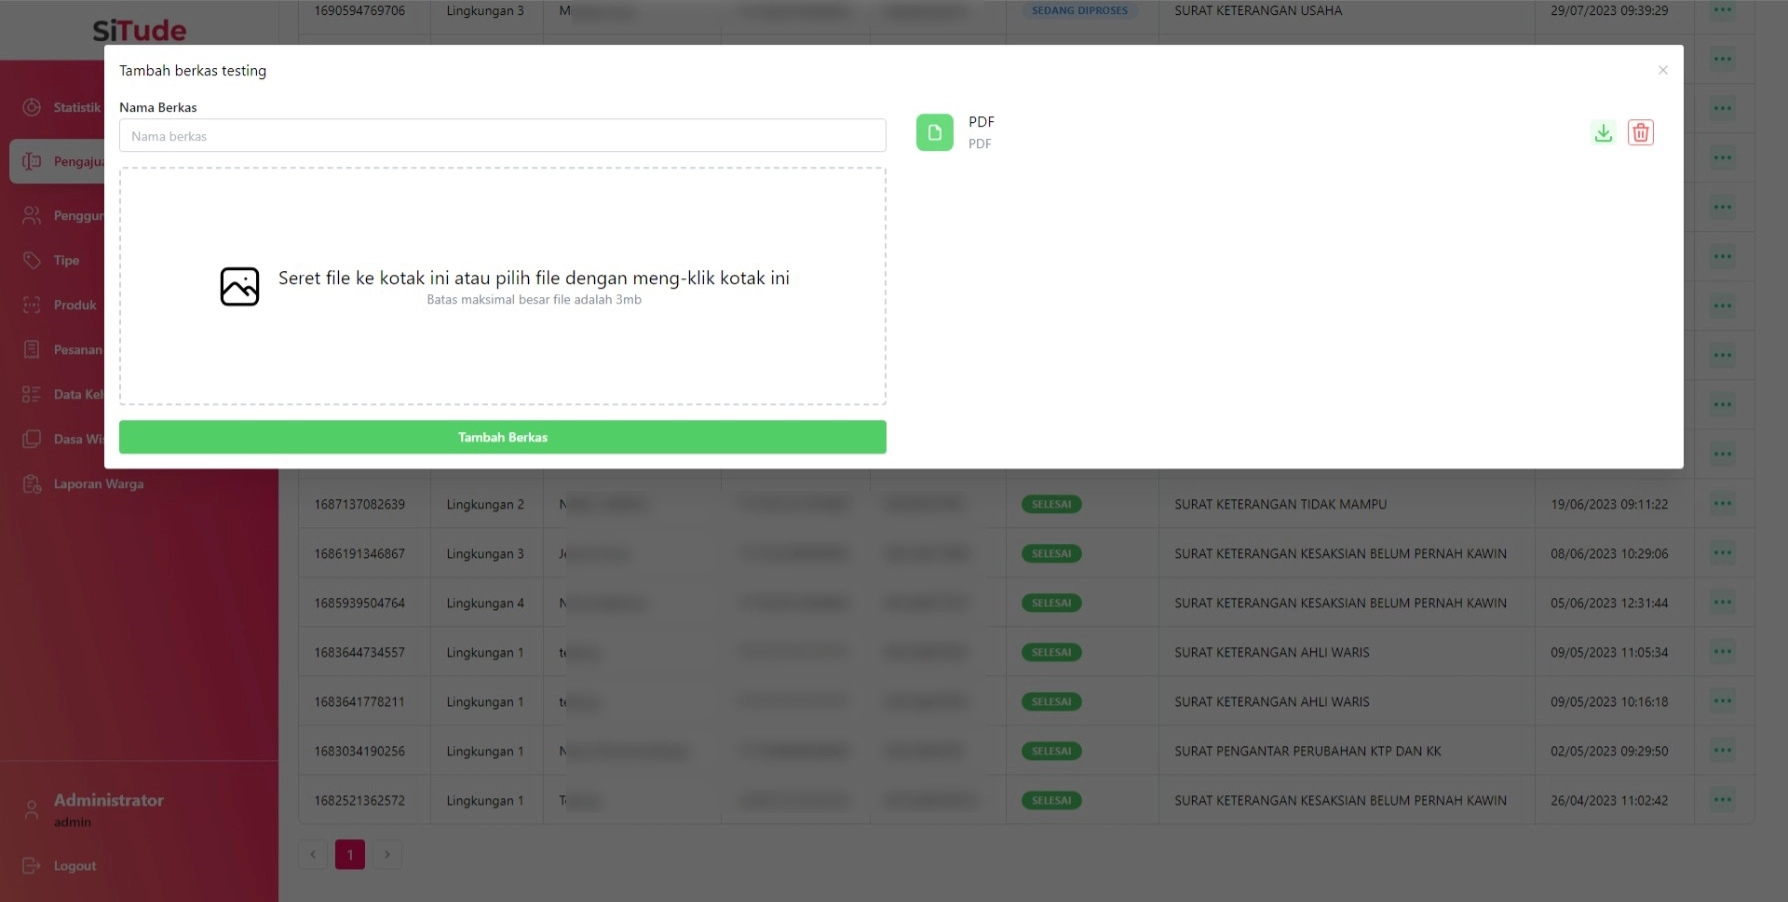 SiTude
1690594769706 Lingkungan 3 SEDANG DIPROSES SURAT KETERANGAN USAHA 29/07/2023 09:39:29
Tambah berkas testing
Nama Berkas
Nama berkas
Seret file ke kotak ini atau pilih file dengan meng-klik kotak ini
Batas maksimal besar file adalah 3mb
Tambah Berkas
PDF
PDF
Statistik
Pengajua
Penggun
Tipe
Produk
Pesanan
Data Kel
Dasa Wis
Laporan Warga
1687137082639 Lingkungan 2 N SELESAI SURAT KETERANGAN TIDAK MAMPU 19/06/2023 09:11:22
1686191346867 Lingkungan 3 SELESAI SURAT KETERANGAN KESAKSIAN BELUM PERNAH KAWIN 08/06/2023 10:29:06
1685939504764 Lingkungan 4 N SELESAI SURAT KETERANGAN KESAKSIAN BELUM PERNAH KAWIN 05/06/2023 12:31:44
1683644734557 Lingkungan 1 te SELESAI SURAT KETERANGAN AHLI WARIS 09/05/2023 11:05:34
1683641778211 Lingkungan 1 te SELESAI SURAT KETERANGAN AHLI WARIS 09/05/2023 10:16:18
1683034190256 Lingkungan 1 N SELESAI SURAT PENGANTAR PERUBAHAN KTP DAN KK 02/05/2023 09:29:50
1682521362572 Lingkungan 1 SELESAI SURAT KETERANGAN KESAKSIAN BELUM PERNAH KAWIN 26/04/2023 11:02:42
1
Administrator
admin
Logout